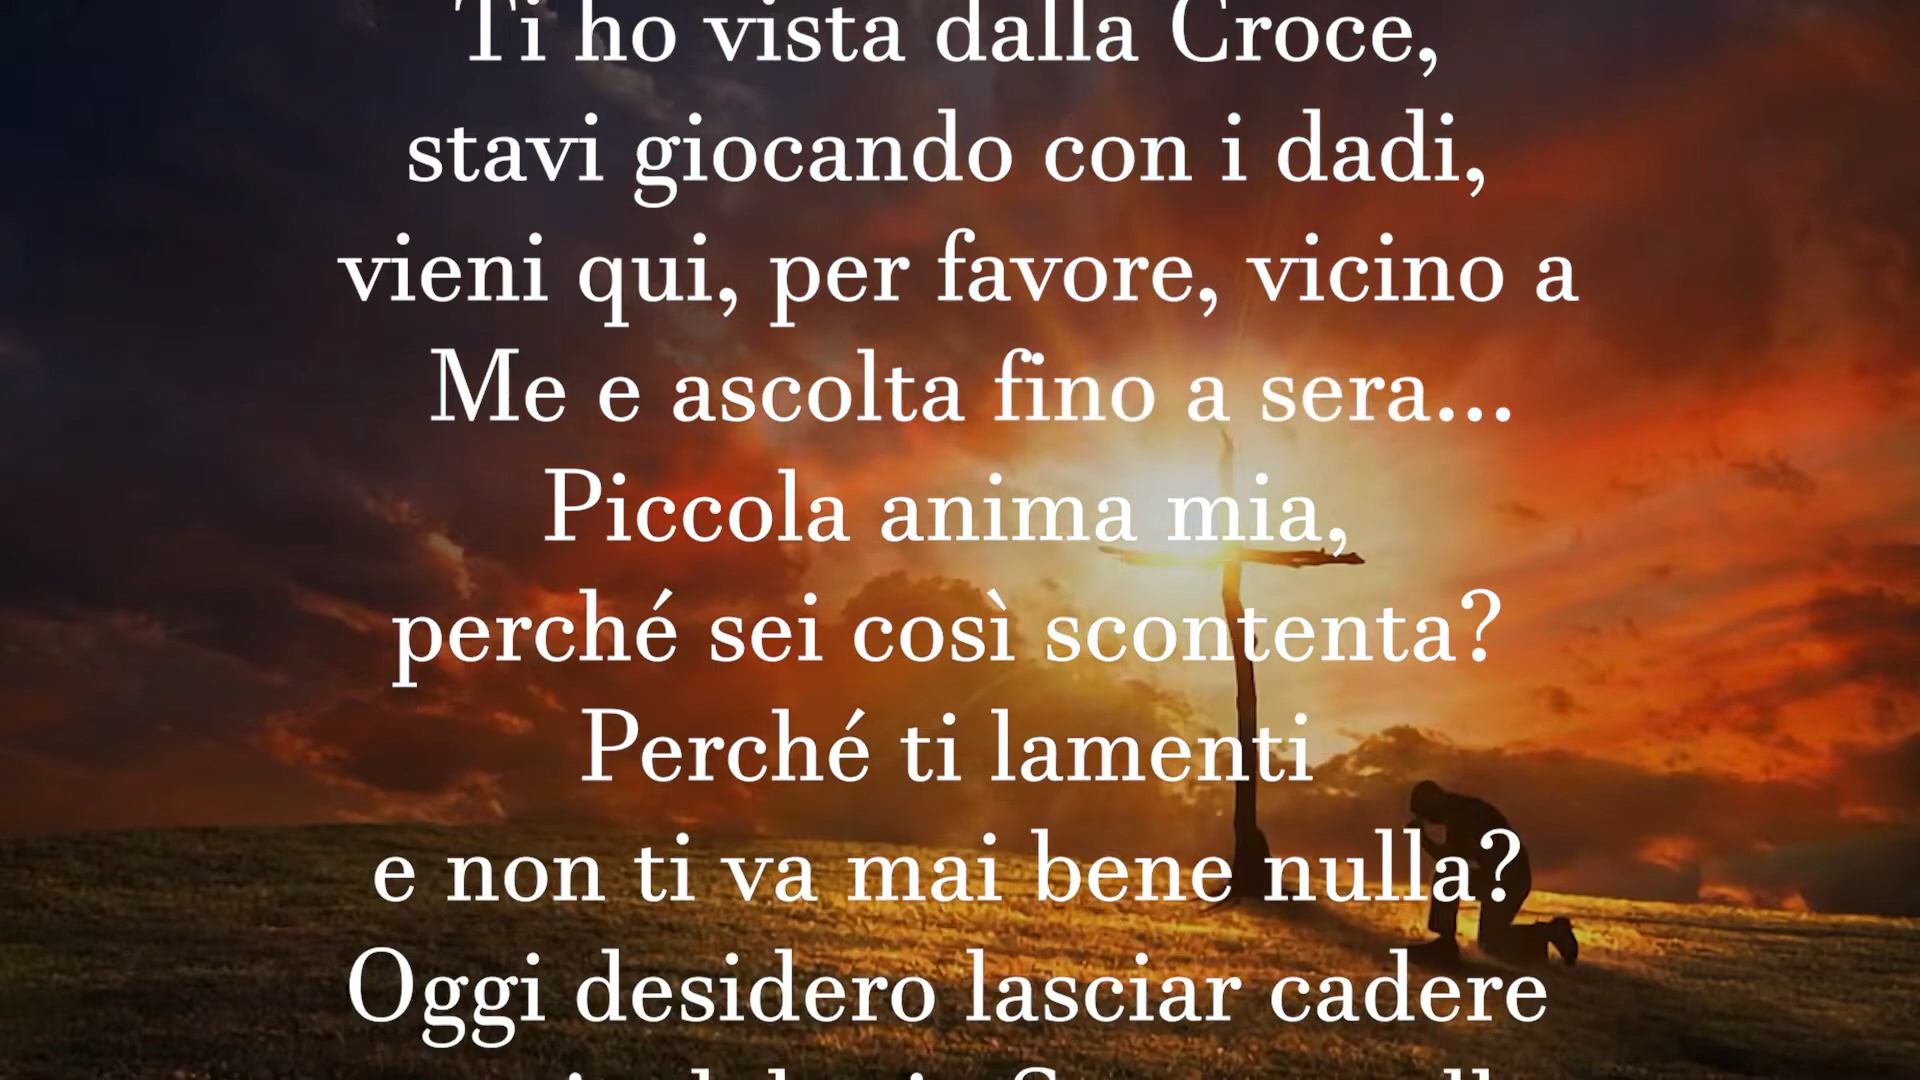 Ti ho vista dalla Croce,
stavi giocando con i dadi,
vieni qui, per favore, vicino a
Me e ascolta fino a sera...
Piccola anima mia,
perché sei così scontenta?
Perché ti lamenti
e non ti va mai bene nulla?
Oggi desidero lasciar cadere